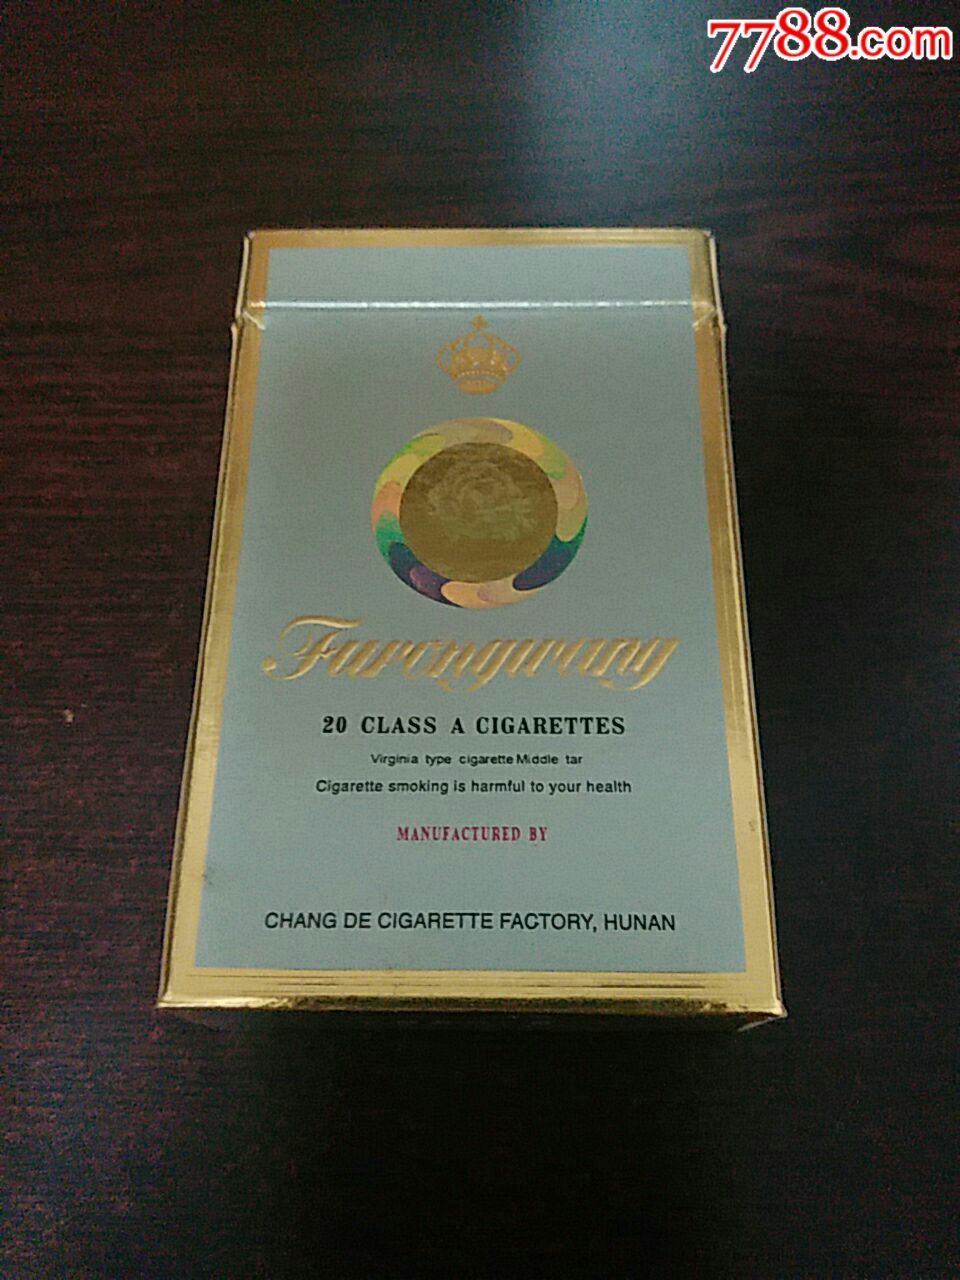 7788.com
Furongwang
20 CLASS A CIGARETTES
Virginia type cigarette Middle tar
Cigarette smoking is harmful to your health
MANUFACTURED BY
CHANG DE CIGARETTE FACTORY, HUNAN